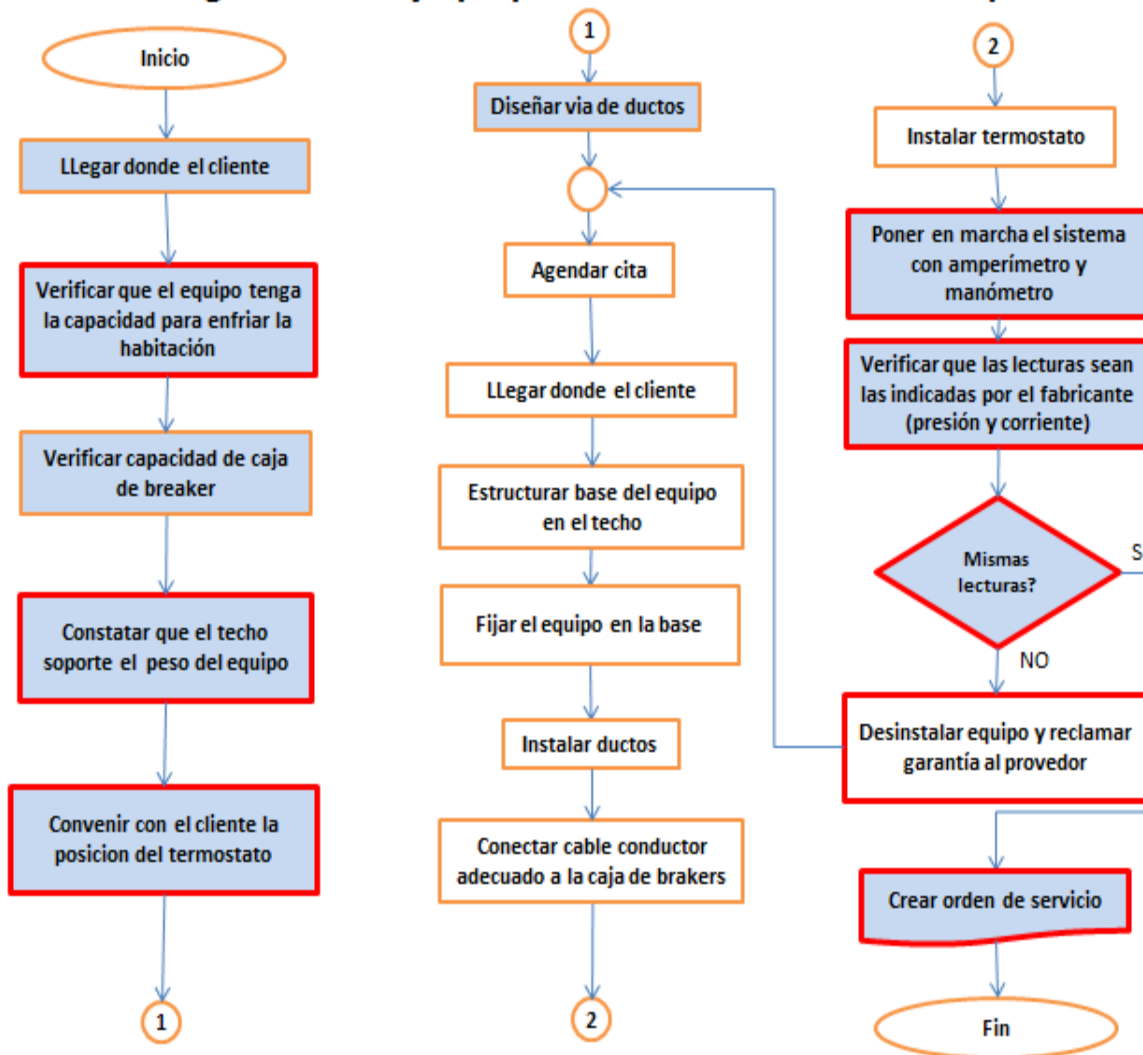 Inicio
LLegar donde el cliente
Verificar que el equipo tenga
la capacidad para enfriar la
habitación
Verificar capacidad de caja
de breaker
Constatar que el techo
soporte el peso del equipo
Convenir con el cliente la
posicion del termostato
1
1
Diseñar via de ductos
Agendar cita
LLegar donde el cliente
Estructurar base del equipo
en el techo
Fijar el equipo en la base
Instalar ductos
Conectar cable conductor
adecuado a la caja de brakers
2
2
Instalar termostato
Poner en marcha el sistema
con amperímetro y
manómetro
Verificar que las lecturas sean
las indicadas por el fabricante
(presión y corriente)
Mismas
lecturas?
S
NO
Desinstalar equipo y reclamar
garantía al provedor
Crear orden de servicio
Fin